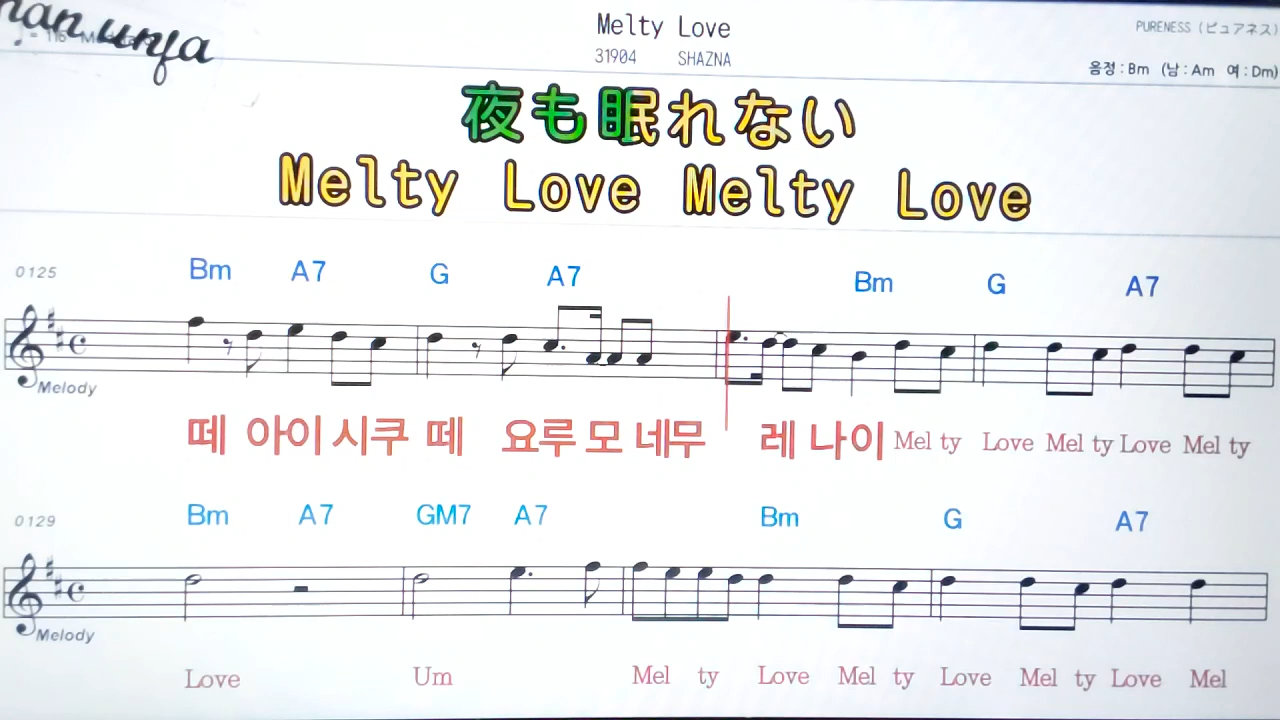 Melty Love
PURENESS (ピュアネス)
31904 SHAZNA
음정 : Bm (남 : Am 여 : Dm)
夜も眠れない
Melty Love Melty Love
0125
Bm A7 G A7 Bm G A7
Melody
떼 아이 시쿠 떼 요루 모 네무 레 나이 Mel ty Love Mel ty Love Mel ty
0129
Bm A7 GM7 A7 Bm G A7
Melody
Love Um Mel ty Love Mel ty Love Mel ty Love Mel